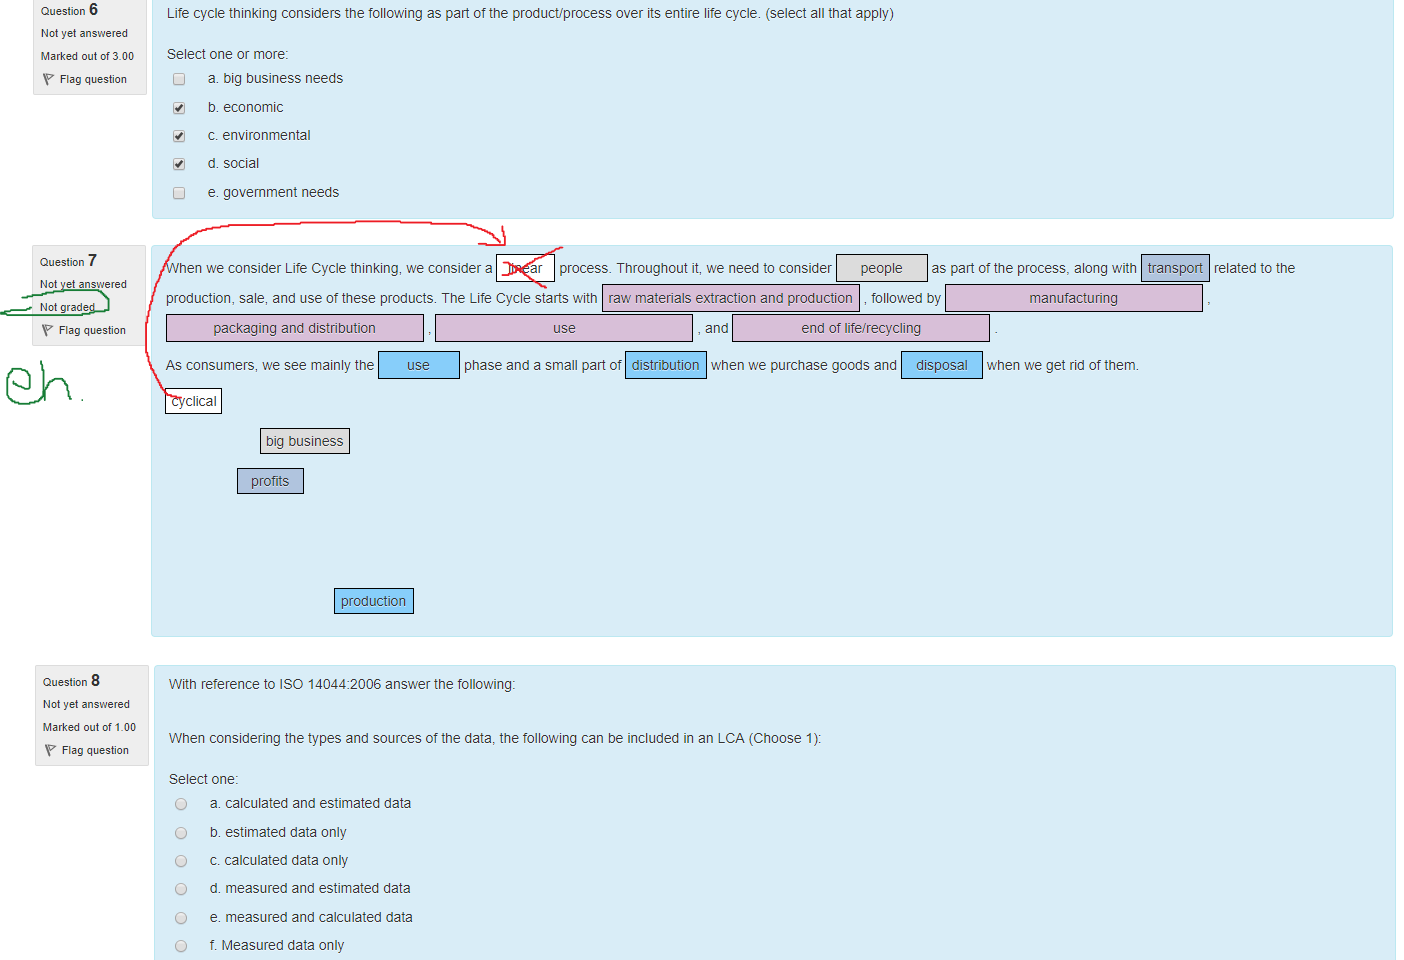 Question 6
Not yet answered
Marked out of 3.00
Flag question
Life cycle thinking considers the following as part of the product/process over its entire life cycle. (select all that apply)
Select one or more:
a. big business needs
b. economic
c. environmental
d. social
e. government needs
Question 7
Not yet answered
Not graded
Flag question
eh.
When we consider Life Cycle thinking, we consider a linear process. Throughout it, we need to consider people as part of the process, along with transport related to the
production, sale, and use of these products. The Life Cycle starts with raw materials extraction and production , followed by manufacturing ,
packaging and distribution , use , and end of life/recycling .
As consumers, we see mainly the use phase and a small part of distribution when we purchase goods and disposal when we get rid of them.
cyclical
big business
profits
production
Question 8
Not yet answered
Marked out of 1.00
Flag question
With reference to ISO 14044:2006 answer the following:
When considering the types and sources of the data, the following can be included in an LCA (Choose 1):
Select one:
a. calculated and estimated data
b. estimated data only
c. calculated data only
d. measured and estimated data
e. measured and calculated data
f. Measured data only